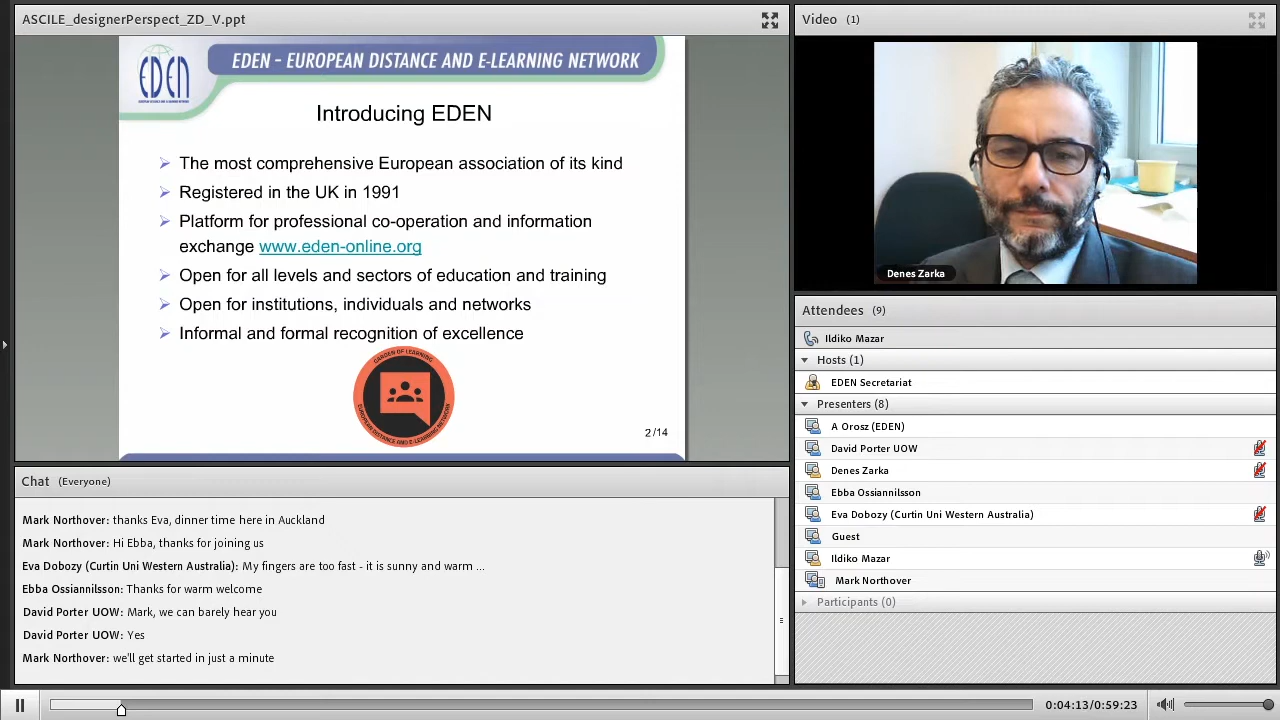 ASCILE_designerPerspect_ZD_V.ppt
EDEN
EDEN - EUROPEAN DISTANCE AND E-LEARNING NETWORK
Introducing EDEN
The most comprehensive European association of its kind
Registered in the UK in 1991
Platform for professional co-operation and information
exchange www.eden-online.org
Open for all levels and sectors of education and training
Open for institutions, individuals and networks
Informal and formal recognition of excellence
GARDEN OF LEARNING
EUROPEAN DISTANCE AND E-LEARNING NETWORK
2 /14
Chat (Everyone)
Mark Northover: thanks Eva, dinner time here in Auckland
Mark Northover: Hi Ebba, thanks for joining us
Eva Dobozy (Curtin Uni Western Australia): My fingers are too fast - it is sunny and warm ...
Ebba Ossiannilsson: Thanks for warm welcome
David Porter UOW: Mark, we can barely hear you
David Porter UOW: Yes
Mark Northover: we'll get started in just a minute
Video (1)
Denes Zarka
Attendees (9)
Ildiko Mazar
Hosts (1)
EDEN Secretariat
Presenters (8)
A Orosz (EDEN)
David Porter UOW
Denes Zarka
Ebba Ossiannilsson
Eva Dobozy (Curtin Uni Western Australia)
Guest
Ildiko Mazar
Mark Northover
Participants (0)
0:04:13/0:59:23